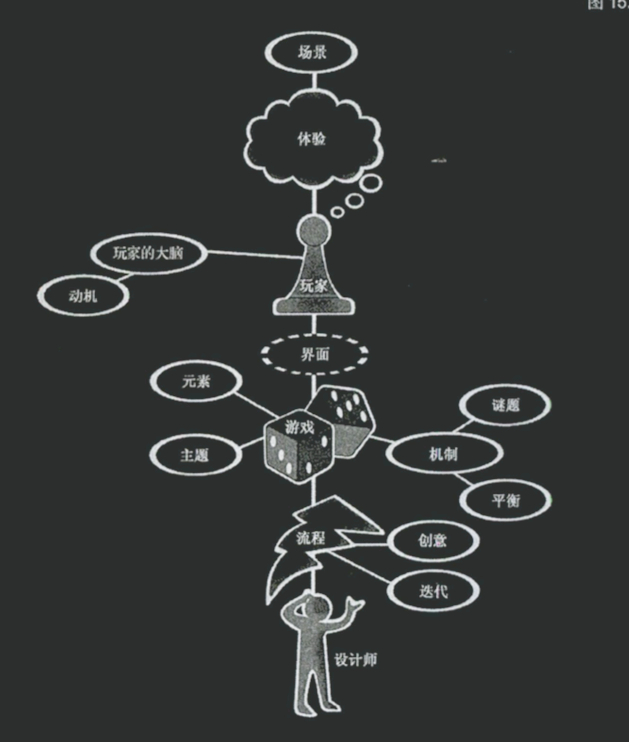 图 15.
场景
体验
玩家的大脑
动机
玩家
界面
元素
游戏
谜题
主题
机制
平衡
流程
创意
迭代
设计师